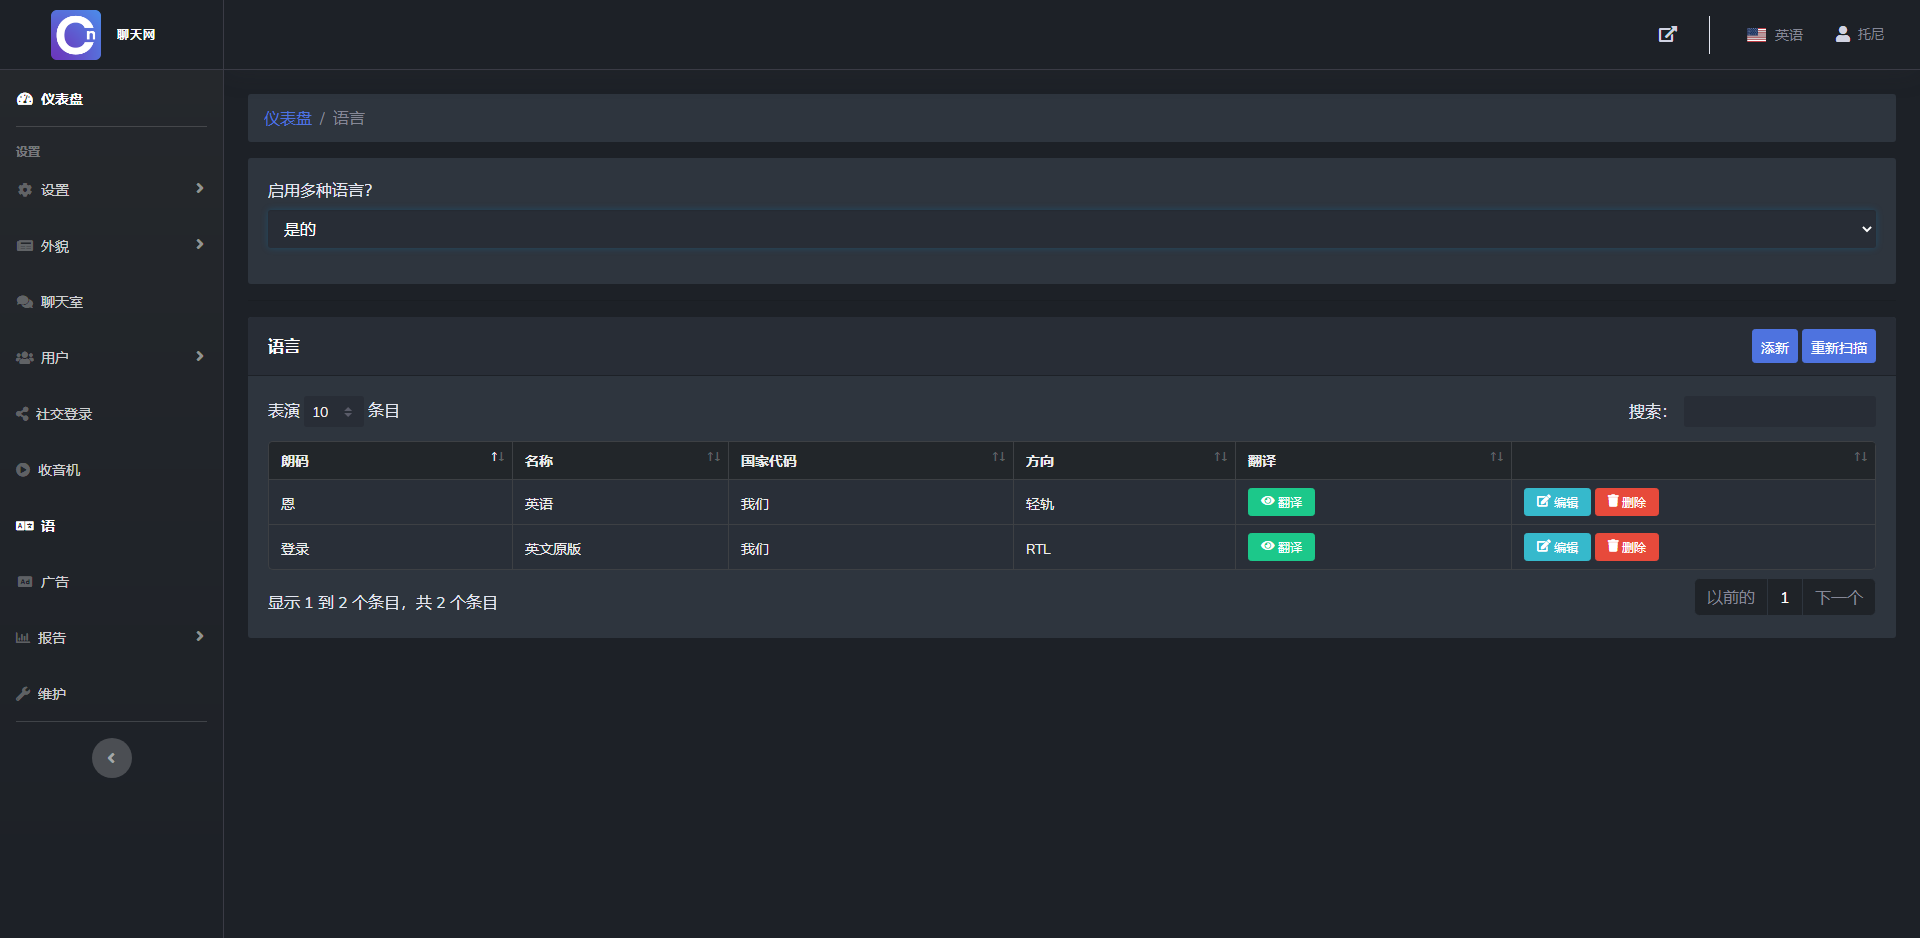 Cn 聊天网
英语 托尼
仪表盘
设置
设置
外貌
聊天室
用户
社交登录
收音机
A 语
Ad 广告
报告
维护
仪表盘 / 语言
启用多种语言?
是的
语言 添新 重新扫描
表演 10 条目 搜索:
朗码 名称 国家代码 方向 翻译
恩 英语 我们 轻轨 翻译 编辑 删除
登录 英文原版 我们 RTL 翻译 编辑 删除
显示 1 到 2 个条目，共 2 个条目 以前的 1 下一个